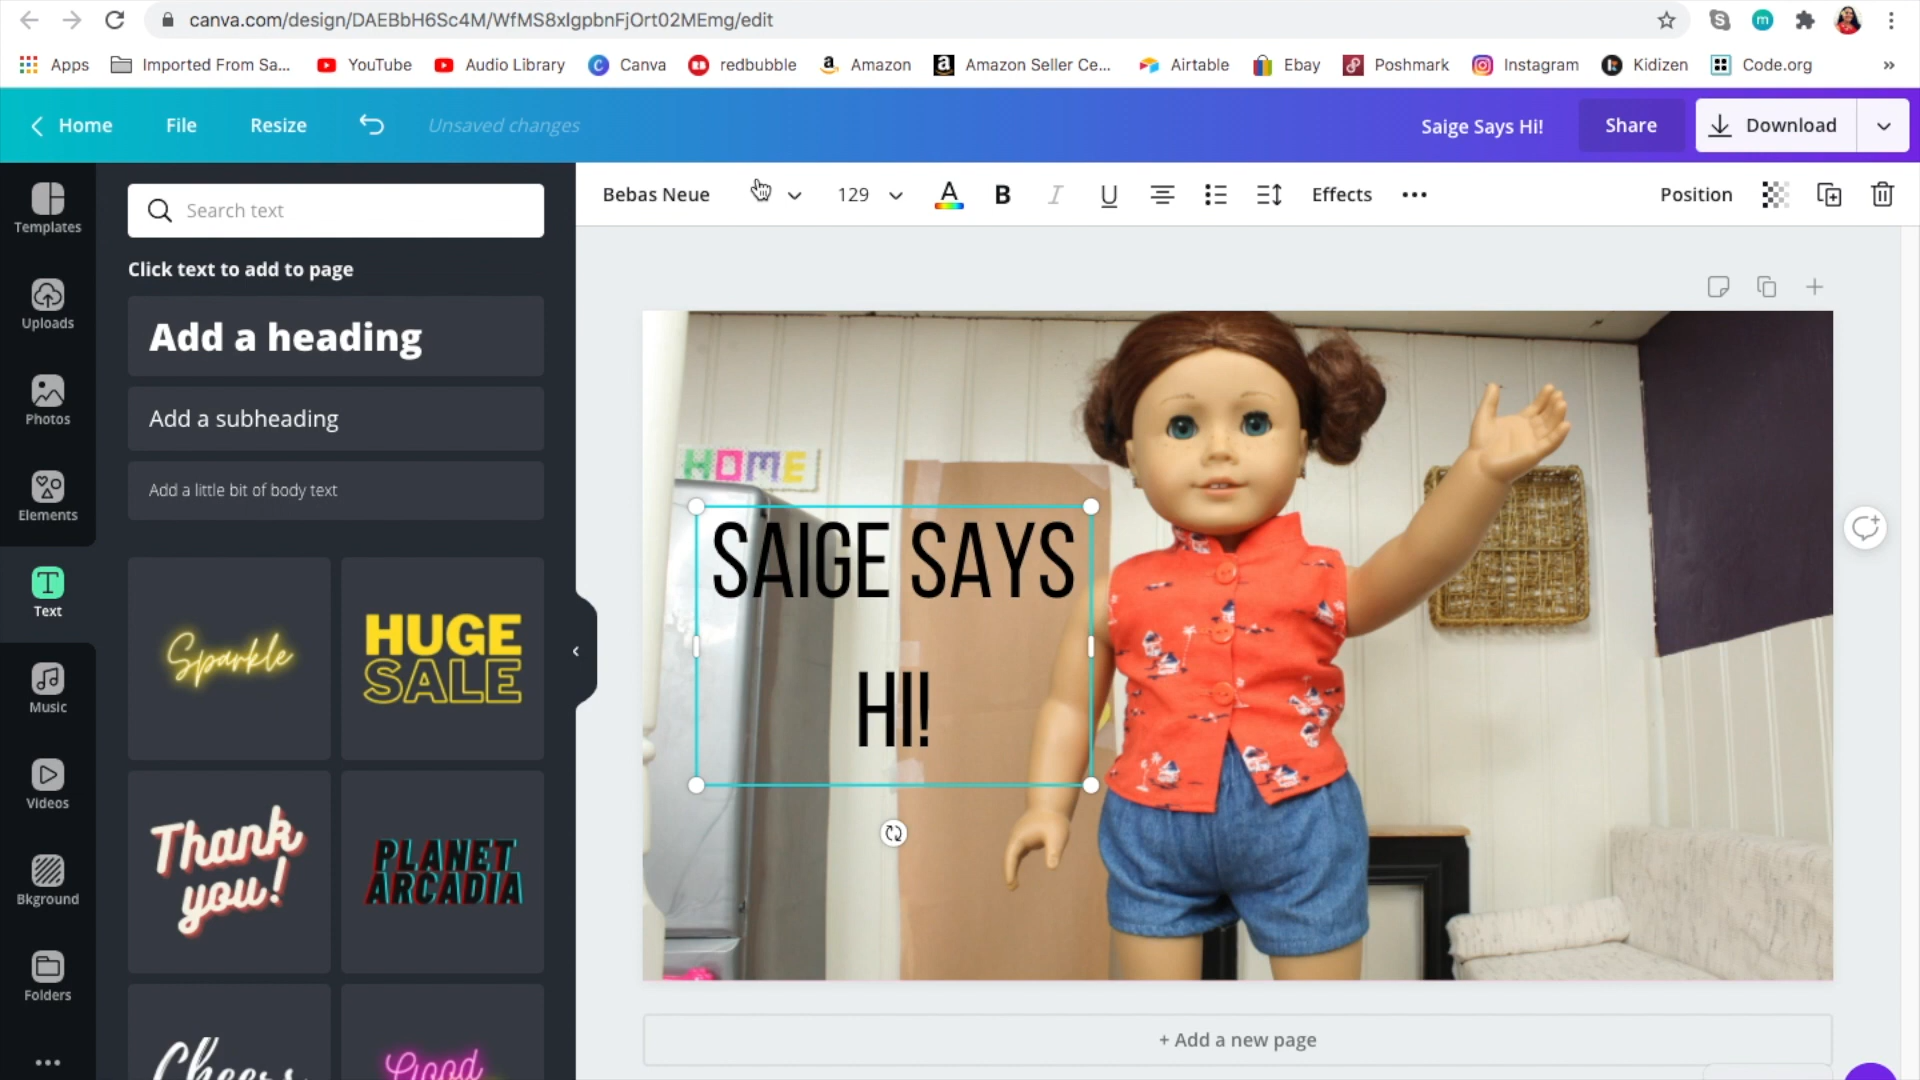 canva.com/design/DAEBbH6Sc4M/WfMS8xIgpbnFjOrt02MEmg/edit
Apps Imported From Sa... YouTube Audio Library Canva redbubble Amazon Amazon Seller Ce... Airtable Ebay Poshmark Instagram Kidizen Code.org »
Home File Resize Unsaved changes Saige Says Hi! Share Download
Bebas Neue 129 A B I U Effects ••• Position
Templates
Uploads
Photos
Elements
Text
Music
Videos
Bkground
Folders
Search text
Click text to add to page
Add a heading
Add a subheading
Add a little bit of body text
Sparkle
HUGE
SALE
Thank
you!
PLANET
ARCADIA
Cheers
Good
HOME
SAIGE SAYS
HI!
+ Add a new page